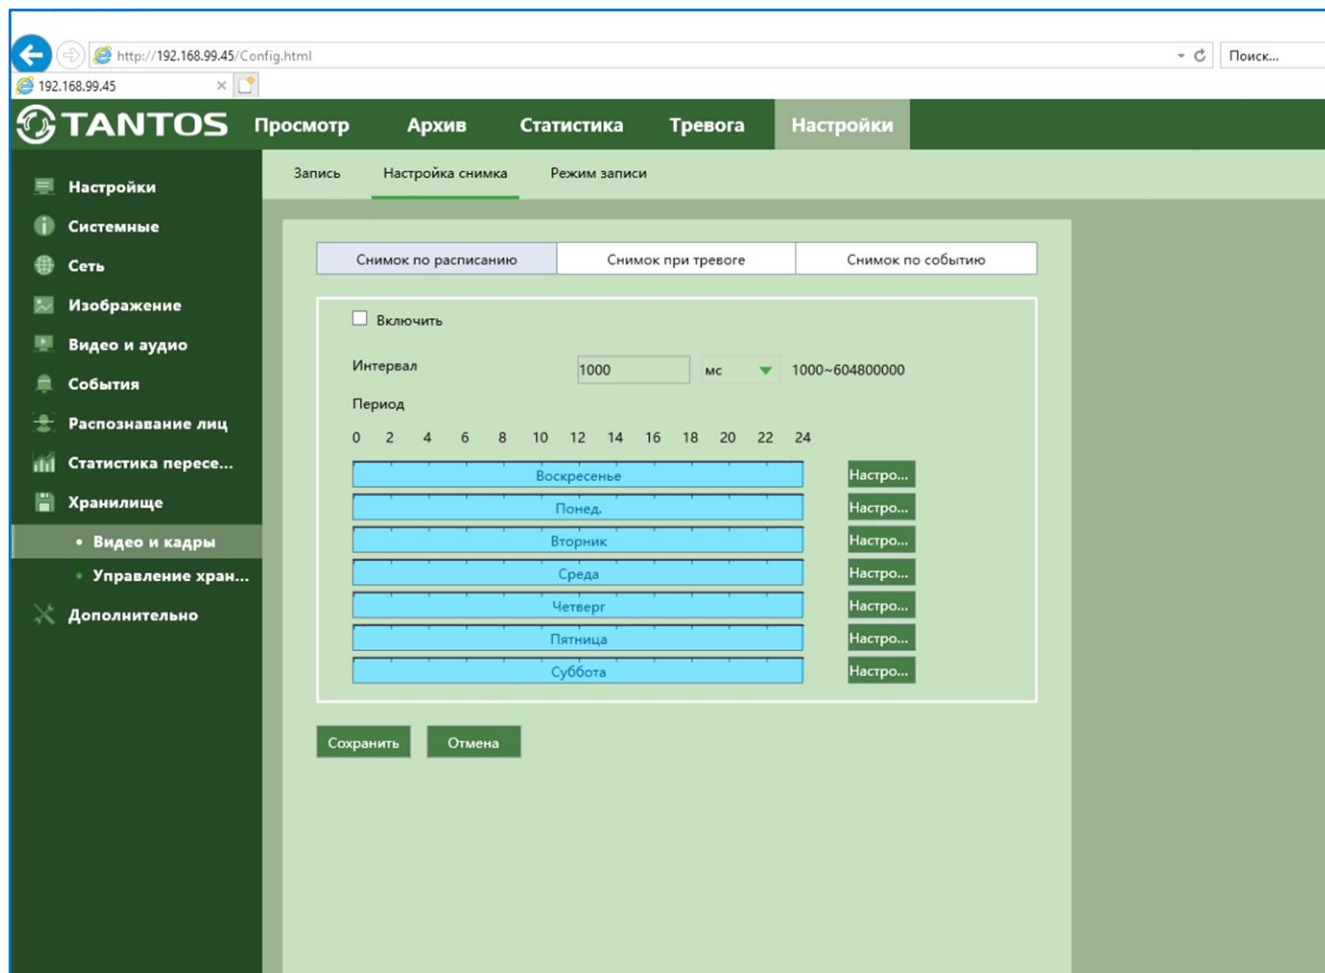 http://192.168.99.45/Config.html
Поиск...
192.168.99.45
TANTOS Просмотр Архив Статистика Тревога Настройки
Запись Настройка снимка Режим записи
Настройки
Системные
Сеть
Изображение
Видео и аудио
События
Распознавание лиц
Статистика пересе...
Хранилище
• Видео и кадры
• Управление хран...
Дополнительно
Снимок по расписанию Снимок при тревоге Снимок по событию
Включить
Интервал 1000 мс 1000~604800000
Период
0 2 4 6 8 10 12 14 16 18 20 22 24
Воскресенье Настро...
Понед. Настро...
Вторник Настро...
Среда Настро...
Четверг Настро...
Пятница Настро...
Суббота Настро...
Сохранить Отмена